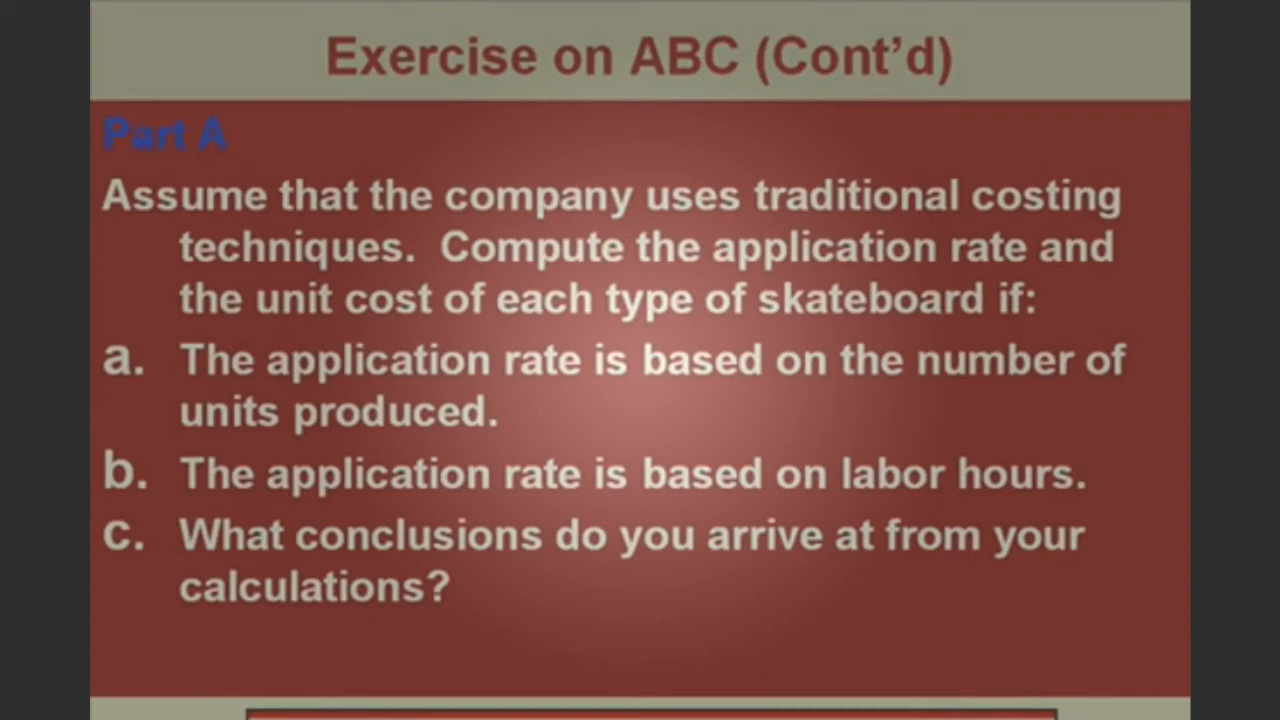 Exercise on ABC (Cont’d)
Part A
Assume that the company uses traditional costing
techniques. Compute the application rate and
the unit cost of each type of skateboard if:
a. The application rate is based on the number of
units produced.
b. The application rate is based on labor hours.
c. What conclusions do you arrive at from your
calculations?